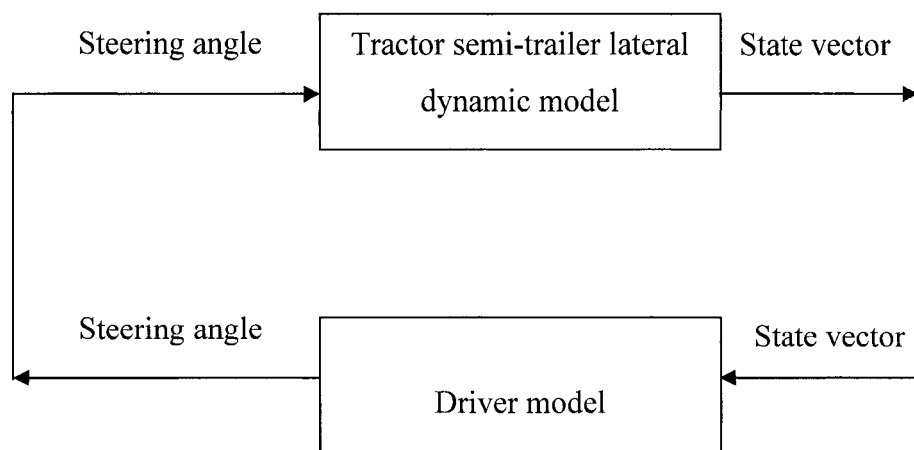 Steering angle
Tractor semi-trailer lateral
dynamic model
State vector
Steering angle
Driver model
State vector